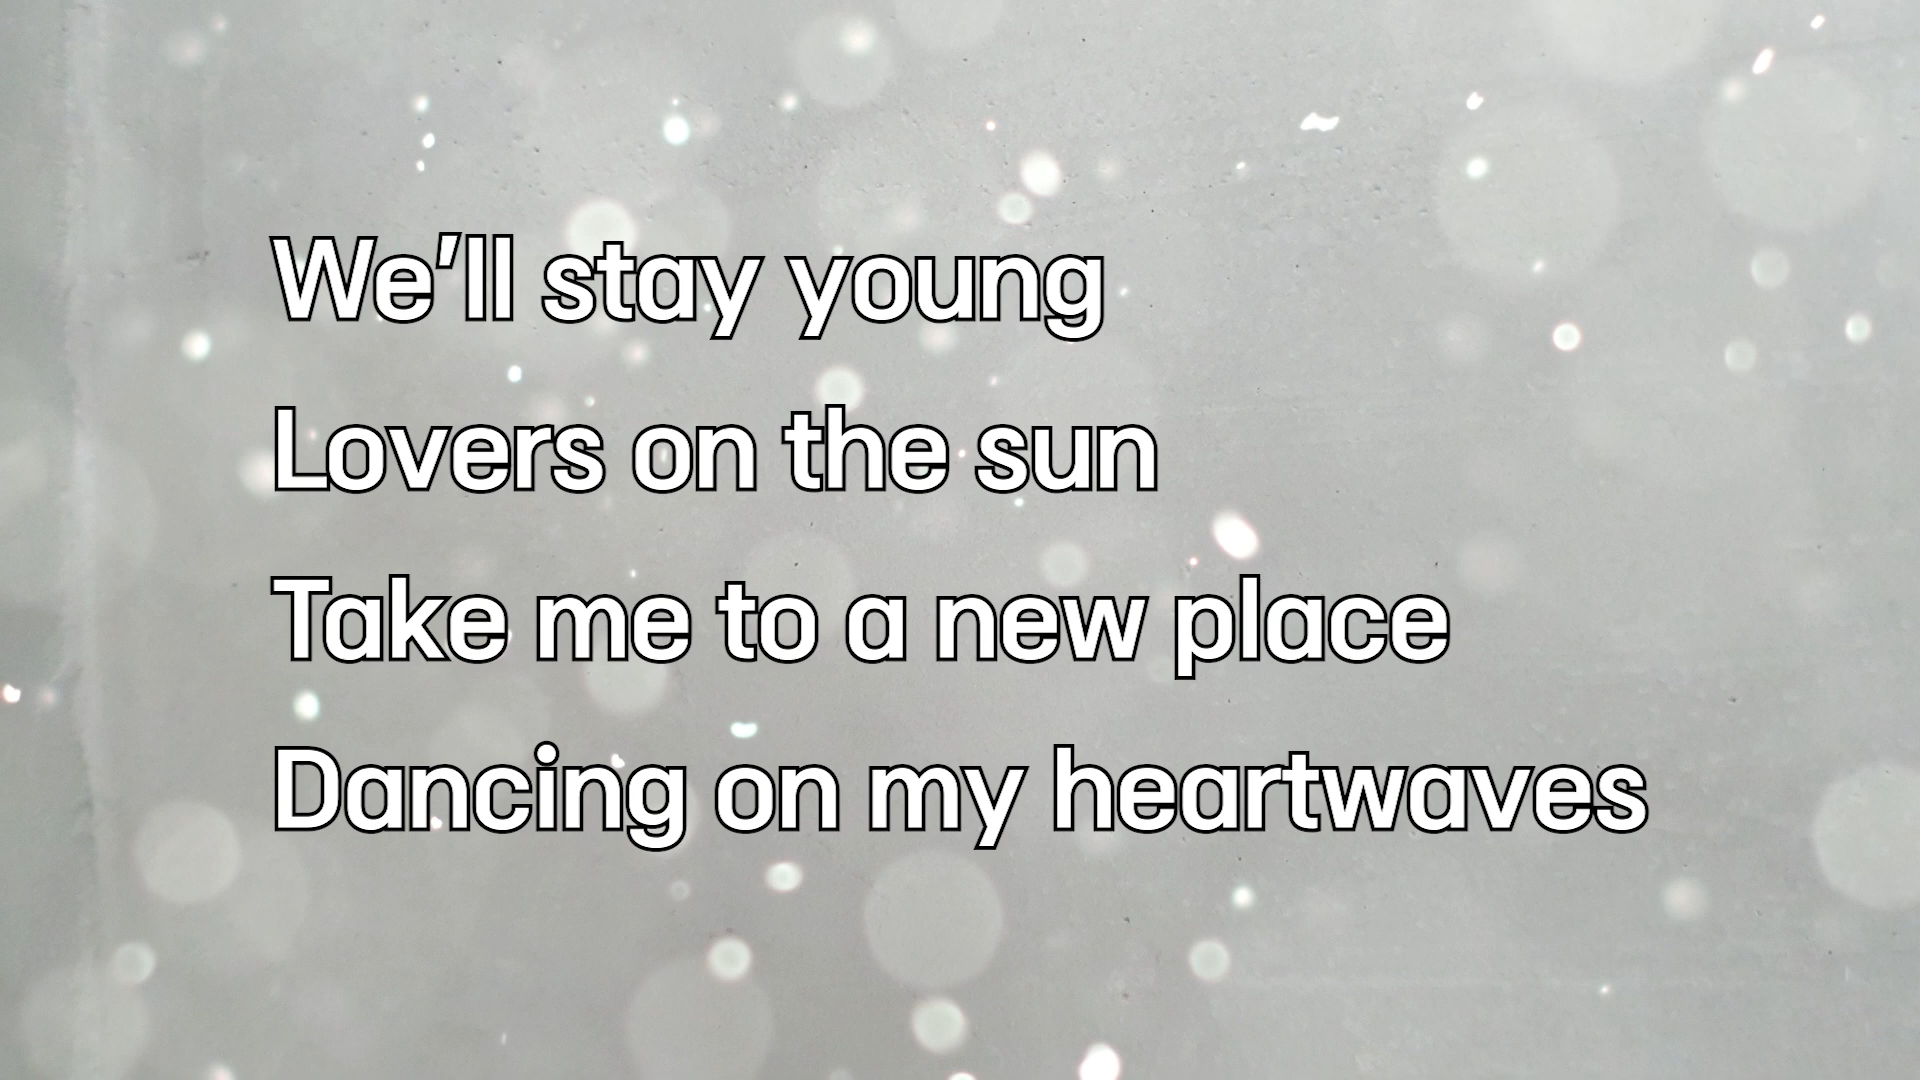 We’ll stay young
Lovers on the sun
Take me to a new place
Dancing on my heartwaves